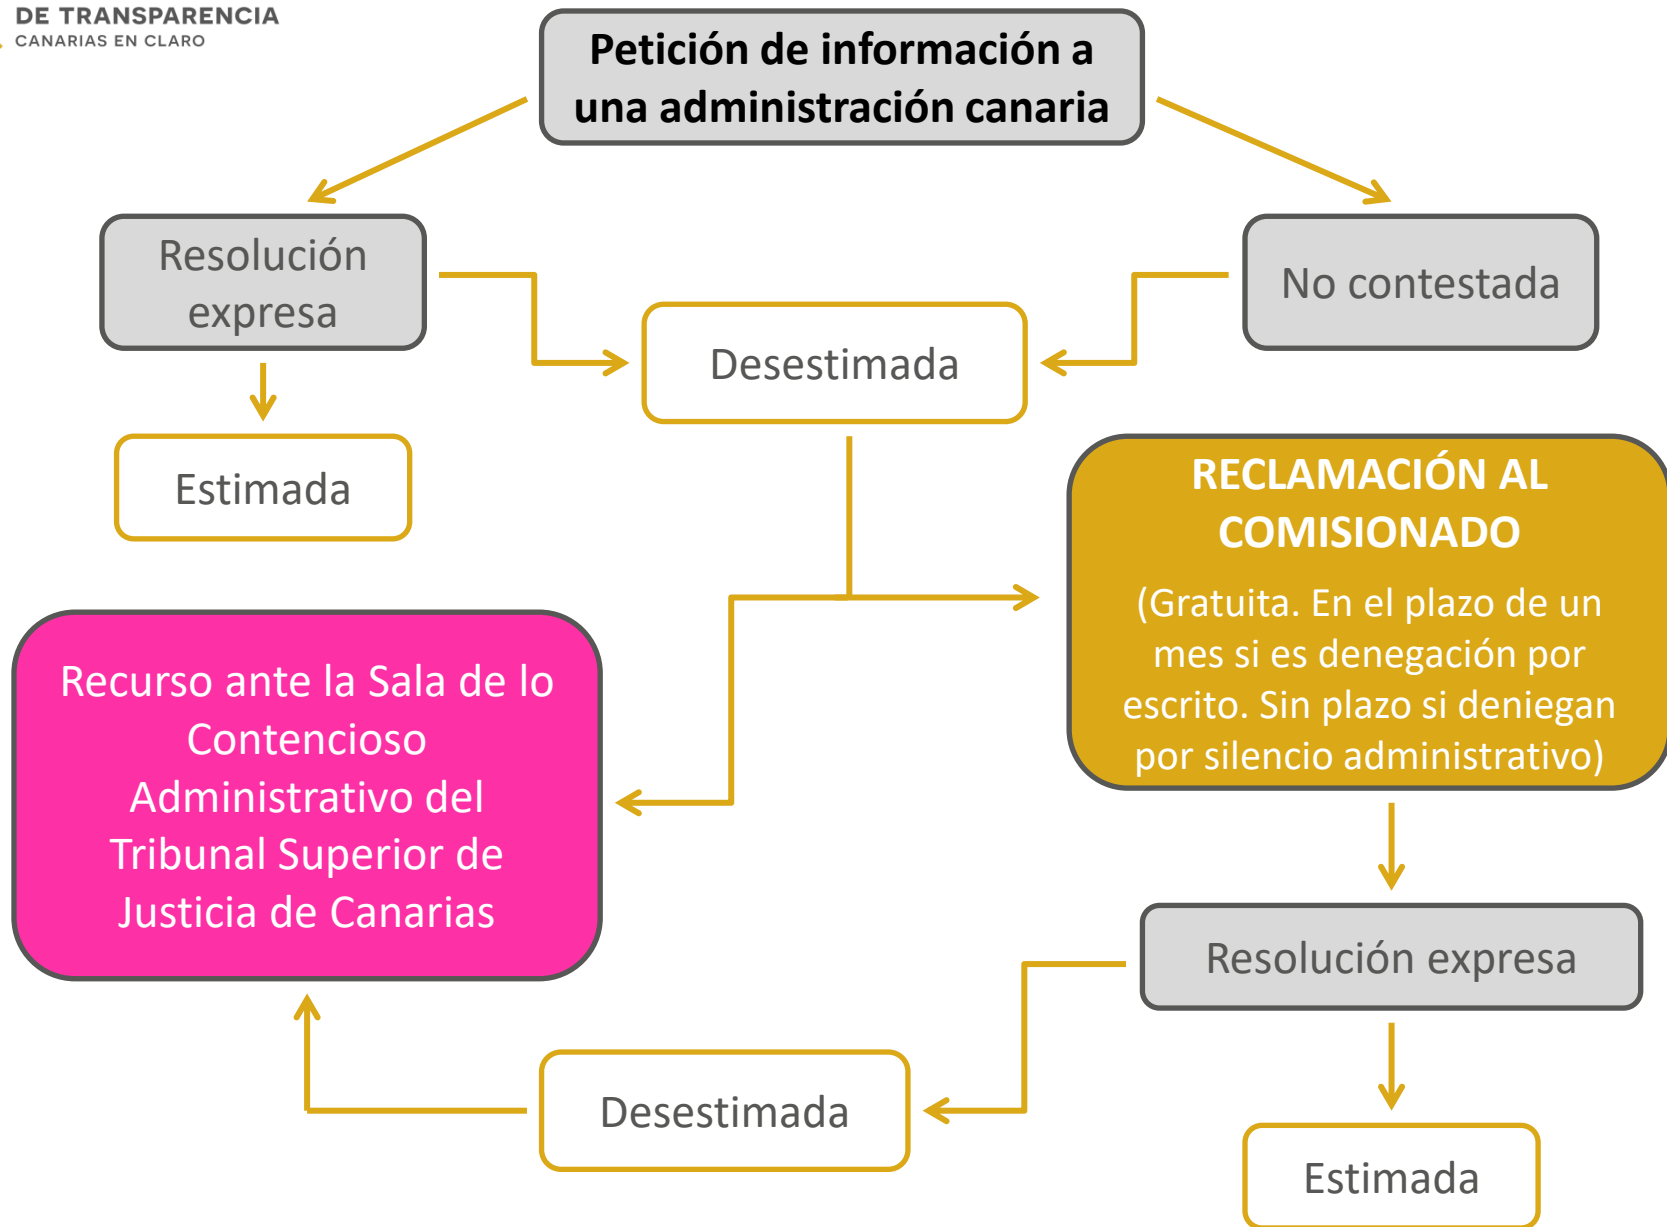 DE TRANSPARENCIA
CANARIAS EN CLARO
Petición de información a
una administración canaria
Resolución
expresa
No contestada
Desestimada
Estimada
RECLAMACIÓN AL
COMISIONADO
(Gratuita. En el plazo de un
mes si es denegación por
escrito. Sin plazo si deniegan
por silencio administrativo)
Recurso ante la Sala de lo
Contencioso
Administrativo del
Tribunal Superior de
Justicia de Canarias
Resolución expresa
Desestimada
Estimada